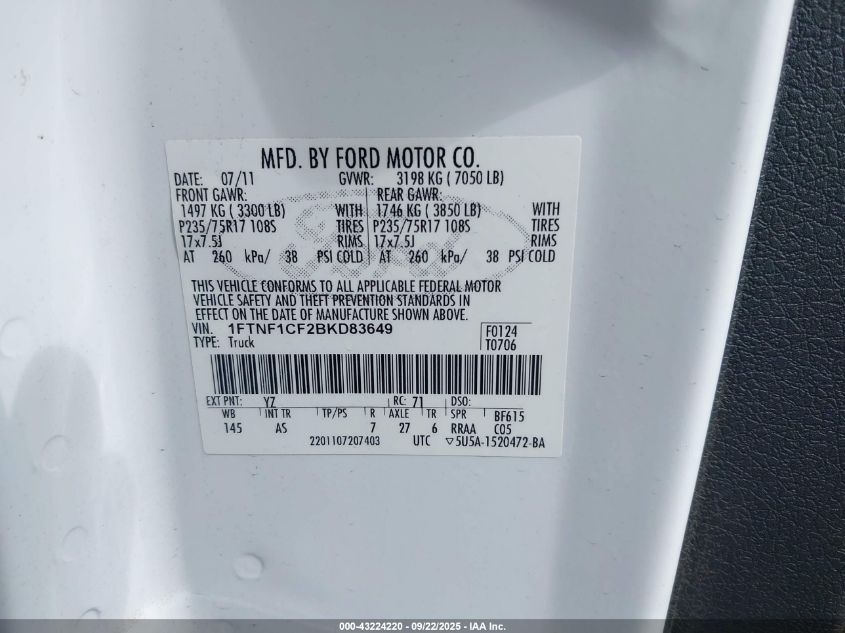 MFD. BY FORD MOTOR CO.
DATE: 07/11 GVWR: 3198 KG ( 7050 LB)
FRONT GAWR: REAR GAWR:
1497 KG ( 3300 LB) WITH 1746 KG ( 3850 LB) WITH
P235/75R17 108S TIRES P235/75R17 108S TIRES
17x7.5J RIMS 17x7.5J RIMS
AT 260 kPa/ 38 PSI COLD AT 260 kPa/ 38 PSI COLD
THIS VEHICLE CONFORMS TO ALL APPLICABLE FEDERAL MOTOR
VEHICLE SAFETY AND THEFT PREVENTION STANDARDS IN
EFFECT ON THE DATE OF MANUFACTURE SHOWN ABOVE.
VIN: 1FTNF1CF2BKD83649 F0124
TYPE: Truck T0706
EXT PNT: YZ RC: 71 DSO:
WB INT TR TP/PS R AXLE TR SPR BF615
145 AS 7 27 6 RRAA C05
2201107207403 UTC ▽5U5A-1520472-BA
000-43224220 - 09/22/2025 - IAA Inc.